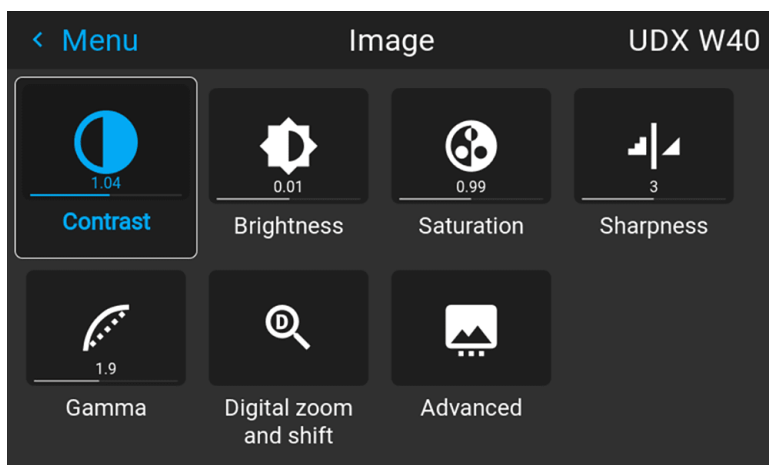 < Menu Image UDX W40
1.04 0.01 0.99 3
Contrast Brightness Saturation Sharpness
D
1.9
Gamma Digital zoom Advanced
and shift